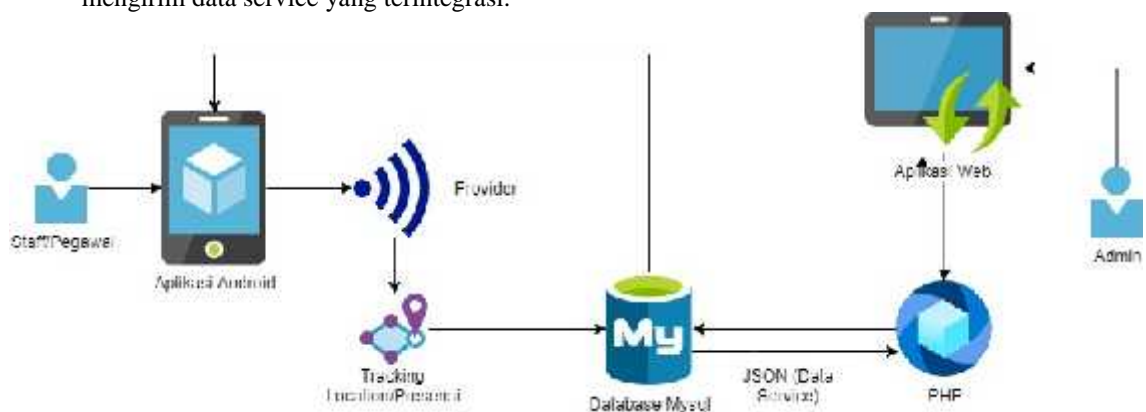 mengirim data service yang terintegrasi.
Aplikasi Web
Provider
Staff/Pegawai
Admin
Aplikasi Android
My
Tracking
Location/Presensi
JSON (Data
Service)
PHP
Database Mysql